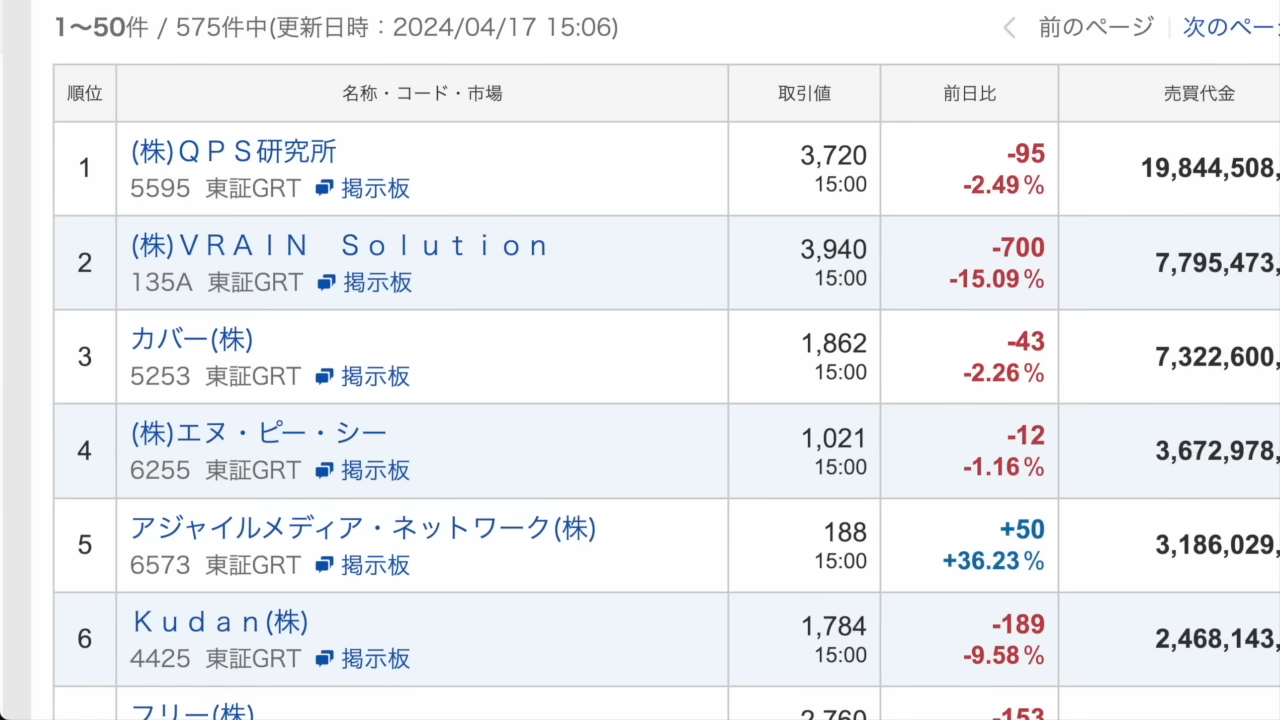 1〜50件 / 575件中(更新日時：2024/04/17 15:06) 前のページ 次のペー
順位 名称・コード・市場 取引値 前日比 売買代金
1 (株)ＱＰＳ研究所 3,720 -95 19,844,508,
5595 東証GRT 掲示板 15:00 -2.49%
2 (株)ＶＲＡＩＮ　Ｓｏｌｕｔｉｏｎ 3,940 -700 7,795,473,
135A 東証GRT 掲示板 15:00 -15.09%
3 カバー(株) 1,862 -43 7,322,600,
5253 東証GRT 掲示板 15:00 -2.26%
4 (株)エヌ・ピー・シー 1,021 -12 3,672,978,
6255 東証GRT 掲示板 15:00 -1.16%
5 アジャイルメディア・ネットワーク(株) 188 +50 3,186,029,
6573 東証GRT 掲示板 15:00 +36.23%
6 Ｋｕｄａｎ(株) 1,784 -189 2,468,143,
4425 東証GRT 掲示板 15:00 -9.58%
フリー(株) 2,760 -153